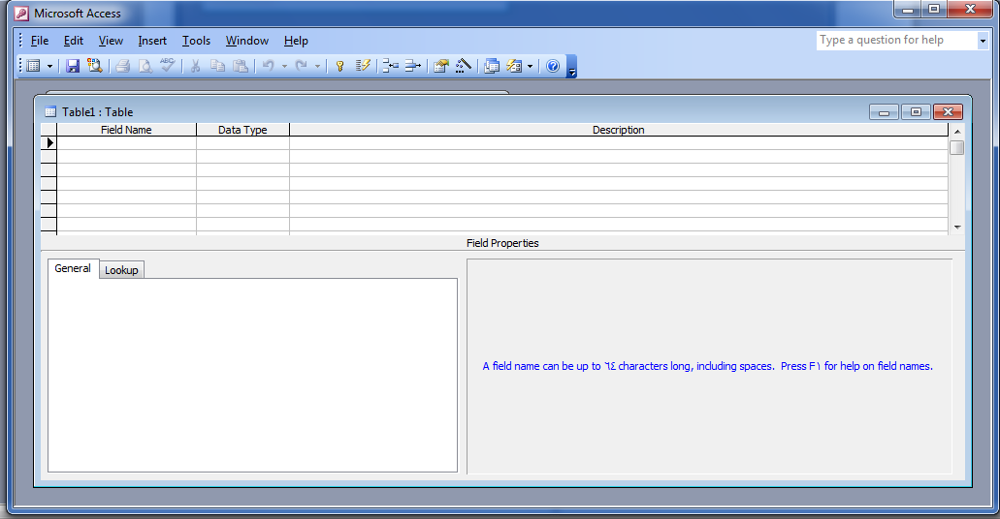 Microsoft Access
File Edit View Insert Tools Window Help
Type a question for help
ABC
Table1 : Table
Field Name Data Type Description
Field Properties
General Lookup
A field name can be up to ٦٤ characters long, including spaces. Press F١ for help on field names.